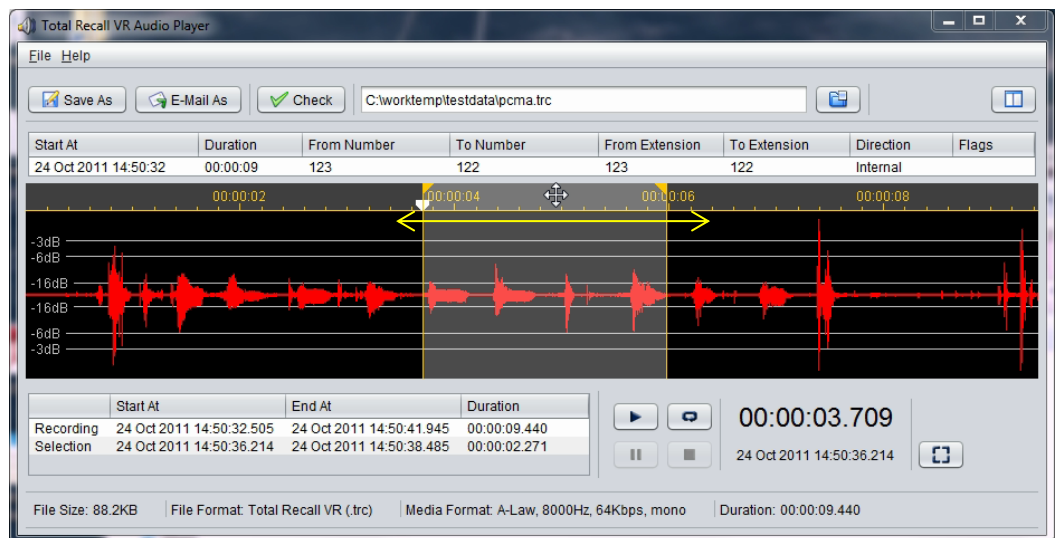 Total Recall VR Audio Player
File Help
Save As E-Mail As Check C:\worktemp\testdata\pcma.trc
Start At Duration From Number To Number From Extension To Extension Direction Flags
24 Oct 2011 14:50:32 00:00:09 123 122 123 122 Internal
00:00:02 00:00:04 00:00:06 00:00:08
-3dB
-6dB
-16dB
-16dB
-6dB
-3dB
Start At End At Duration
Recording 24 Oct 2011 14:50:32.505 24 Oct 2011 14:50:41.945 00:00:09.440
Selection 24 Oct 2011 14:50:36.214 24 Oct 2011 14:50:38.485 00:00:02.271
00:00:03.709
24 Oct 2011 14:50:36.214
File Size: 88.2KB File Format: Total Recall VR (.trc) Media Format: A-Law, 8000Hz, 64Kbps, mono Duration: 00:00:09.440